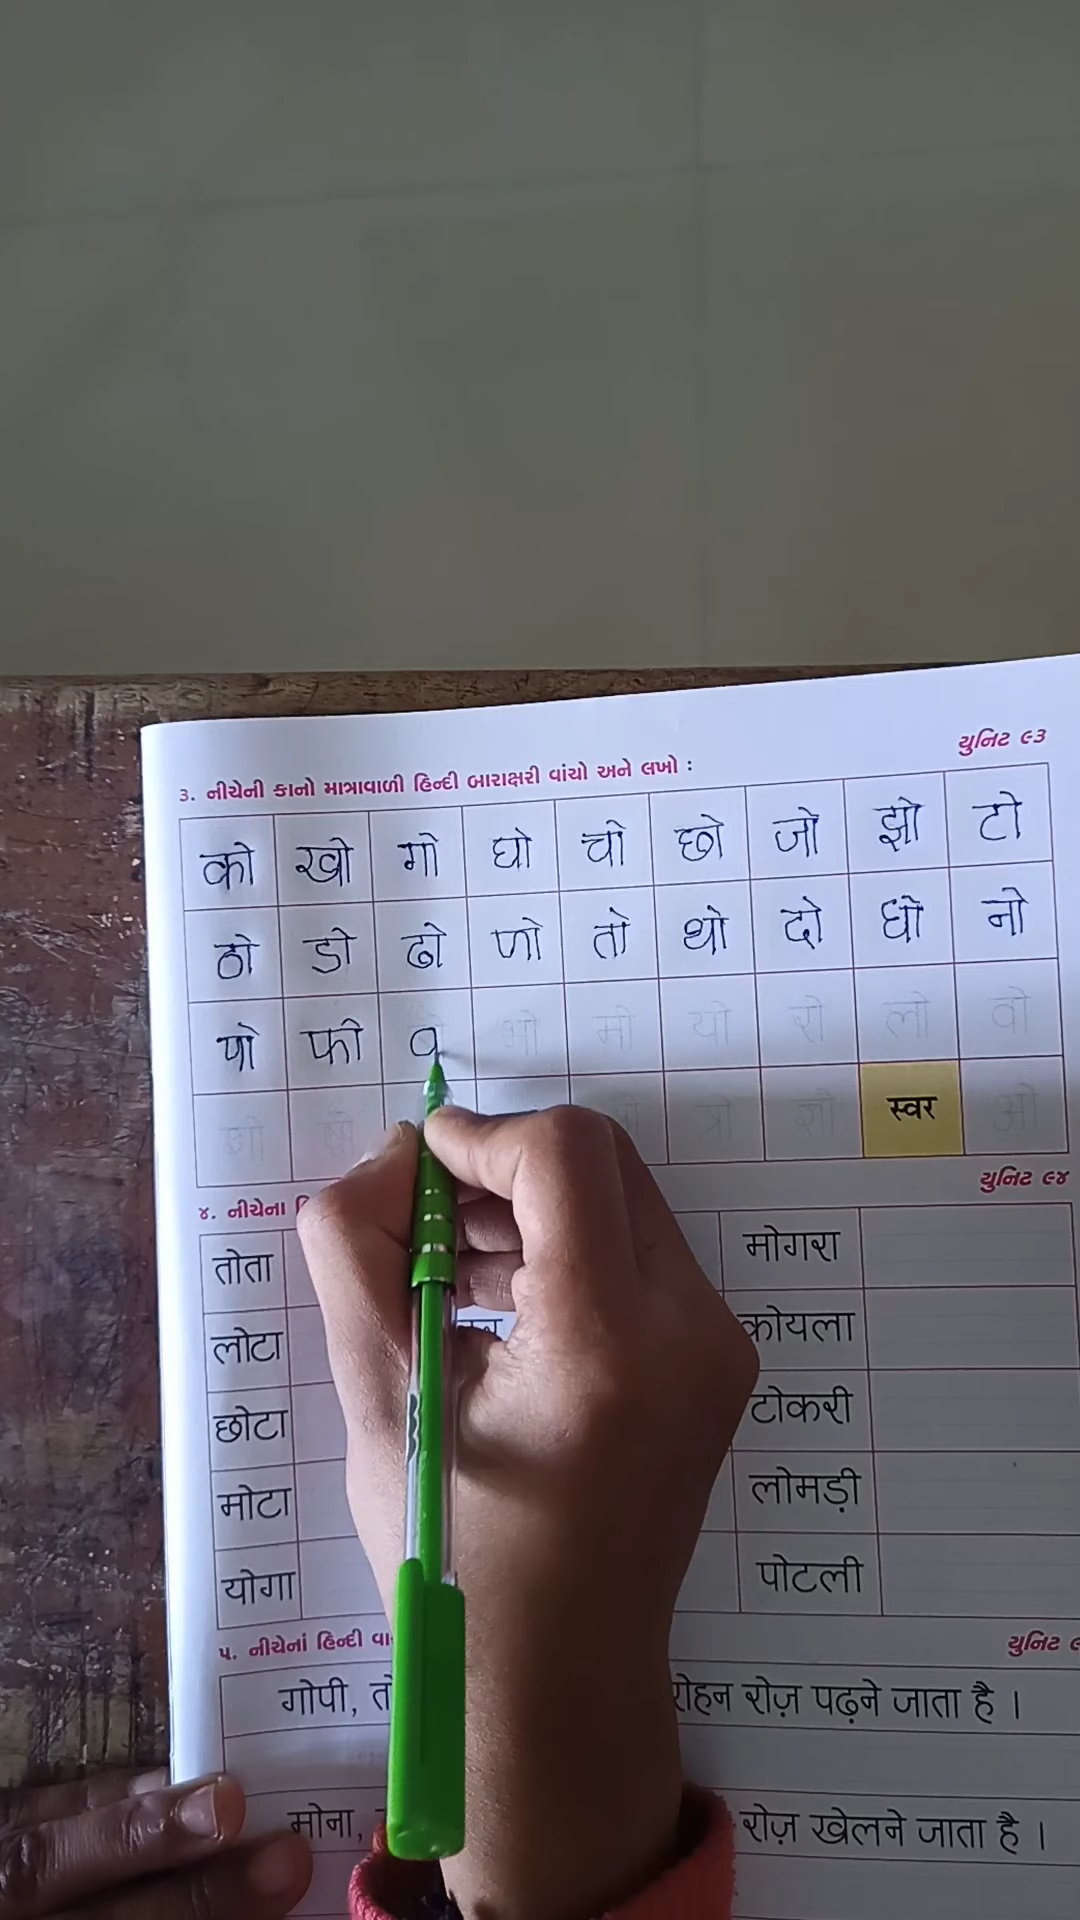 યુનિટ ૯૩
૩. નીચેની કાનો માત્રાવાળી હિન્દી બારાક્ષરી વાંચો અને લખો :
को खो गो घो चो छो जो झो टो
ठो डो ढो णो तो थो दो धो नो
पो फो व भो मो यो रो लो वो
शो षो त्रो ज्ञो स्वर ओ
યુનિટ ૯૪
૪. નીચેના
तोता मोगरा
लोटा कोयला
छोटा टोकरी
मोटा लोमड़ी
योगा पोटली
૫. નીચેનાં હિન્દી વા
યુનિટ
गोपी, रोहन रोज़ पढ़ने जाता है ।
मोना, रोज़ खेलने जाता है ।